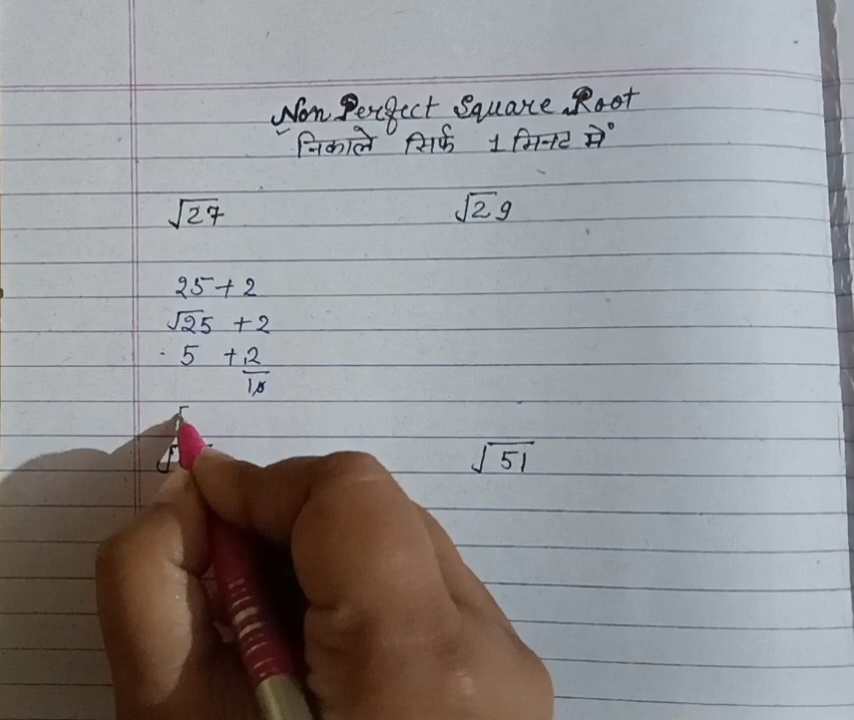 Non Perfect Square Root
निकाले सिर्फ 1 मिनट में
√27 √29
25 + 2
√25 + 2
5 + 2
10
√51